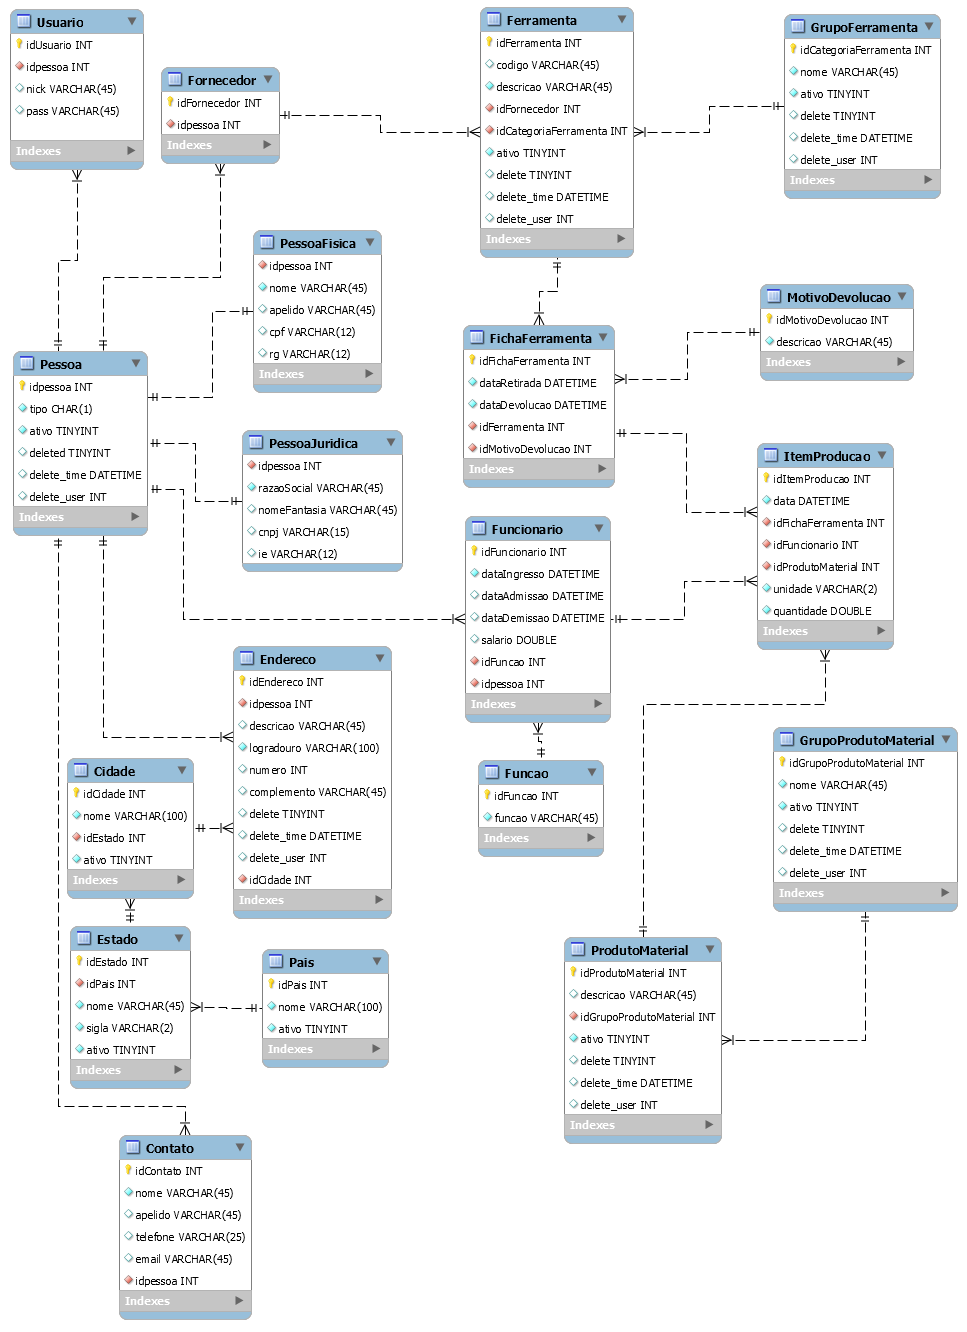 Usuario
idUsuario INT
idpessoa INT
nick VARCHAR(45)
pass VARCHAR(45)
Indexes
Fornecedor
idFornecedor INT
idpessoa INT
Indexes
Ferramenta
idFerramenta INT
codigo VARCHAR(45)
descricao VARCHAR(45)
idFornecedor INT
idCategoriaFerramenta INT
ativo TINYINT
delete TINYINT
delete_time DATETIME
delete_user INT
Indexes
GrupoFerramenta
idCategoriaFerramenta INT
nome VARCHAR(45)
ativo TINYINT
delete TINYINT
delete_time DATETIME
delete_user INT
Indexes
PessoaFisica
idpessoa INT
nome VARCHAR(45)
apelido VARCHAR(45)
cpf VARCHAR(12)
rg VARCHAR(12)
Indexes
MotivoDevolucao
idMotivoDevolucao INT
descricao VARCHAR(45)
Indexes
FichaFerramenta
idFichaFerramenta INT
dataRetirada DATETIME
dataDevolucao DATETIME
idFerramenta INT
idMotivoDevolucao INT
Indexes
Pessoa
idpessoa INT
tipo CHAR(1)
ativo TINYINT
deleted TINYINT
delete_time DATETIME
delete_user INT
Indexes
PessoaJuridica
idpessoa INT
razaoSocial VARCHAR(45)
nomeFantasia VARCHAR(45)
cnpj VARCHAR(15)
ie VARCHAR(12)
Indexes
ItemProducao
idItemProducao INT
data DATETIME
idFichaFerramenta INT
idFuncionario INT
idProdutoMaterial INT
unidade VARCHAR(2)
quantidade DOUBLE
Indexes
Funcionario
idFuncionario INT
dataIngresso DATETIME
dataAdmissao DATETIME
dataDemissao DATETIME
salario DOUBLE
idFuncao INT
idpessoa INT
Indexes
Endereco
idEndereco INT
idpessoa INT
descricao VARCHAR(45)
logradouro VARCHAR(100)
numero INT
complemento VARCHAR(45)
delete TINYINT
delete_time DATETIME
delete_user INT
idCidade INT
Indexes
Cidade
idCidade INT
nome VARCHAR(100)
idEstado INT
ativo TINYINT
Indexes
Funcao
idFuncao INT
funcao VARCHAR(45)
Indexes
GrupoProdutoMaterial
idGrupoProdutoMaterial INT
nome VARCHAR(45)
ativo TINYINT
delete TINYINT
delete_time DATETIME
delete_user INT
Indexes
Estado
idEstado INT
idPais INT
nome VARCHAR(45)
sigla VARCHAR(2)
ativo TINYINT
Indexes
Pais
idPais INT
nome VARCHAR(100)
ativo TINYINT
Indexes
ProdutoMaterial
idProdutoMaterial INT
descricao VARCHAR(45)
idGrupoProdutoMaterial INT
ativo TINYINT
delete TINYINT
delete_time DATETIME
delete_user INT
Indexes
Contato
idContato INT
nome VARCHAR(45)
apelido VARCHAR(45)
telefone VARCHAR(25)
email VARCHAR(45)
idpessoa INT
Indexes